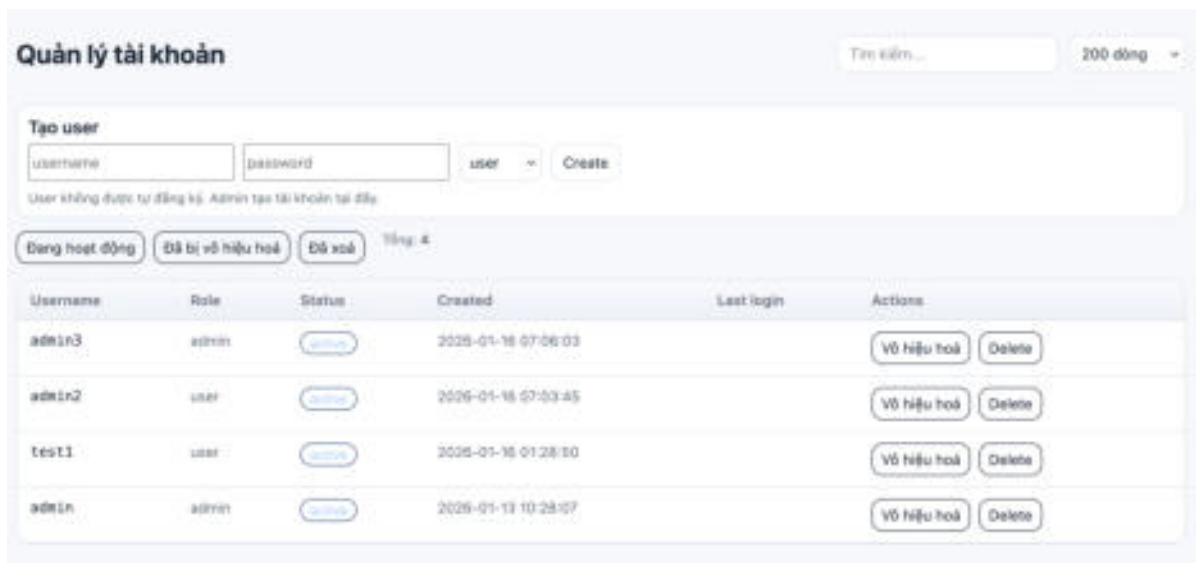 Quản lý tài khoản
Tìm kiếm...
200 dòng
Tạo user
username password user Create
User không được tự đăng ký. Admin tạo tài khoản tại đây.
Đang hoạt động Đã bị vô hiệu hoá Đã xoá Tổng: 4
Username Role Status Created Last login Actions
admin3 admin active 2026-01-16 07:06:03 Vô hiệu hoá Delete
admin2 user active 2026-01-16 07:03:45 Vô hiệu hoá Delete
test1 user active 2026-01-16 01:28:50 Vô hiệu hoá Delete
admin admin active 2026-01-13 10:28:07 Vô hiệu hoá Delete